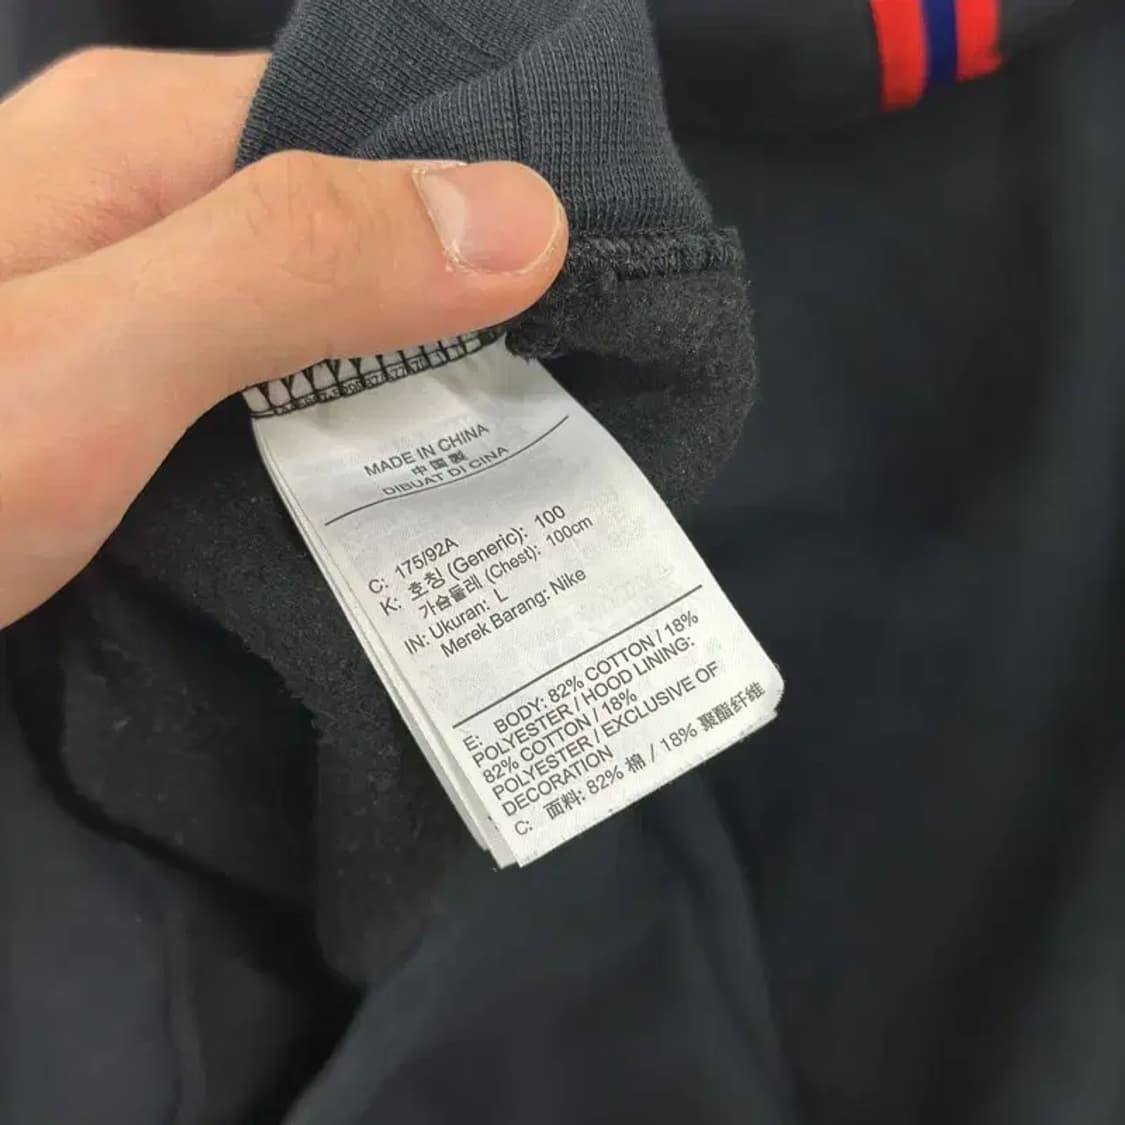 MADE IN CHINA
中国製
DIBUAT DI CINA
C: 175/92A
K: 호칭 (Generic): 100
가슴둘레 (Chest): 100cm
IN: Ukuran: L
Merek Barang: Nike
E: BODY: 82% COTTON / 18%
POLYESTER / HOOD LINING:
82% COTTON / 18%
POLYESTER / EXCLUSIVE OF
DECORATION
C: 面料: 82% 棉 / 18% 聚酯纤维